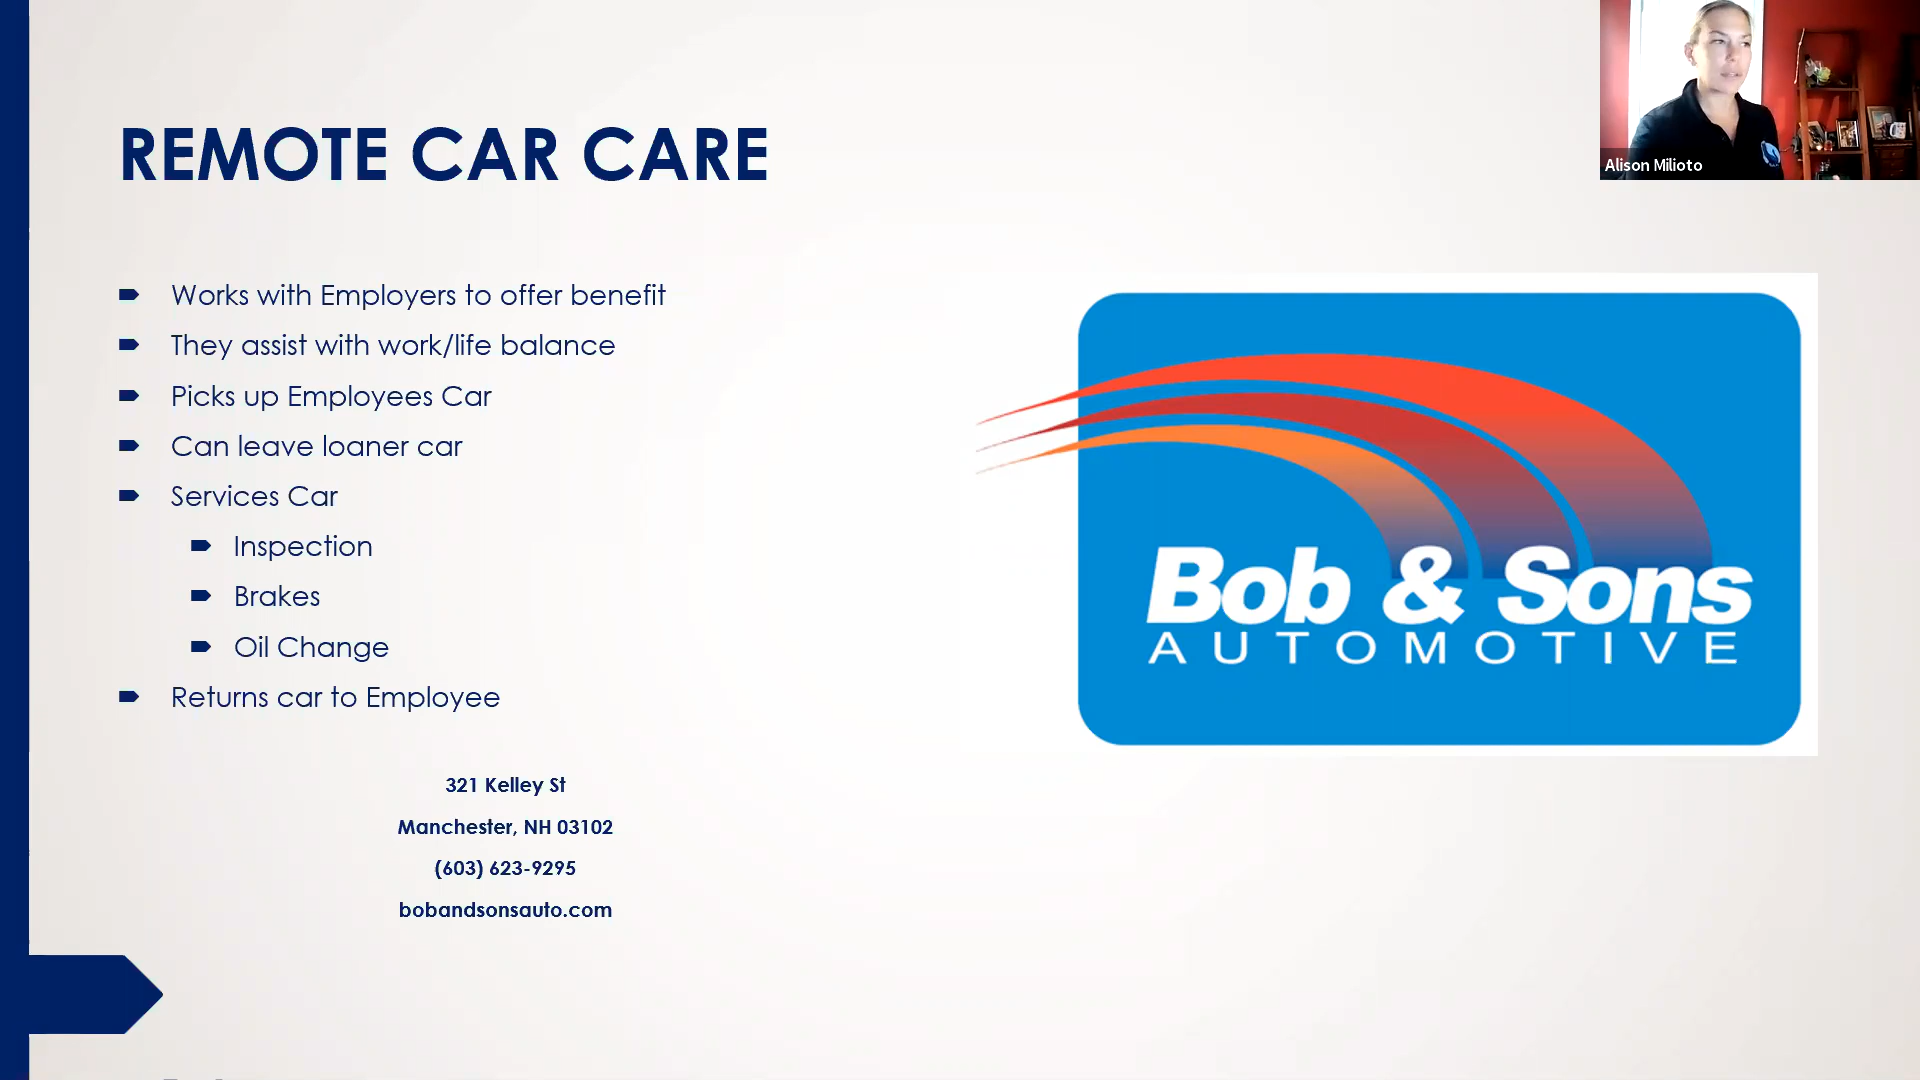 REMOTE CAR CARE
Alison Milioto
Works with Employers to offer benefit
They assist with work/life balance
Picks up Employees Car
Can leave loaner car
Services Car
Inspection
Brakes
Oil Change
Returns car to Employee
Bob & Sons
AUTOMOTIVE
321 Kelley St
Manchester, NH 03102
(603) 623-9295
bobandsonsauto.com